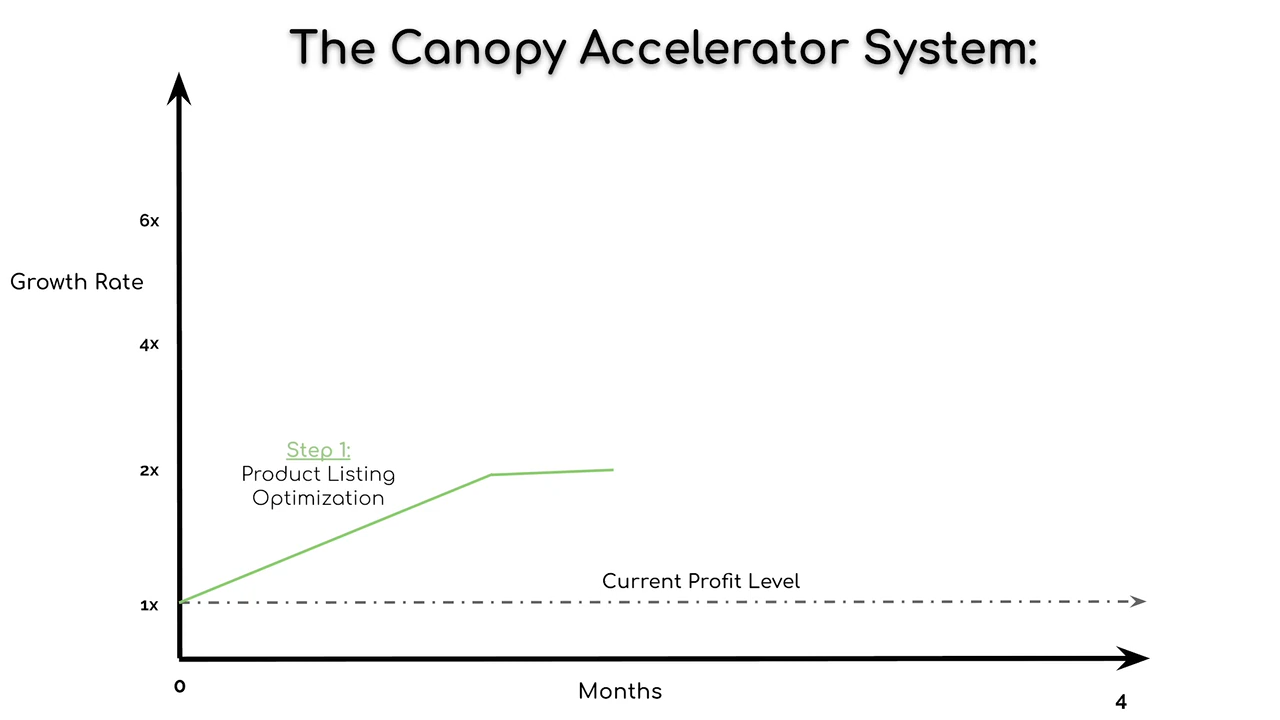 The Canopy Accelerator System:
6x
Growth Rate
4x
Step 1:
Product Listing
Optimization
2x
Current Profit Level
1x
0
Months
4